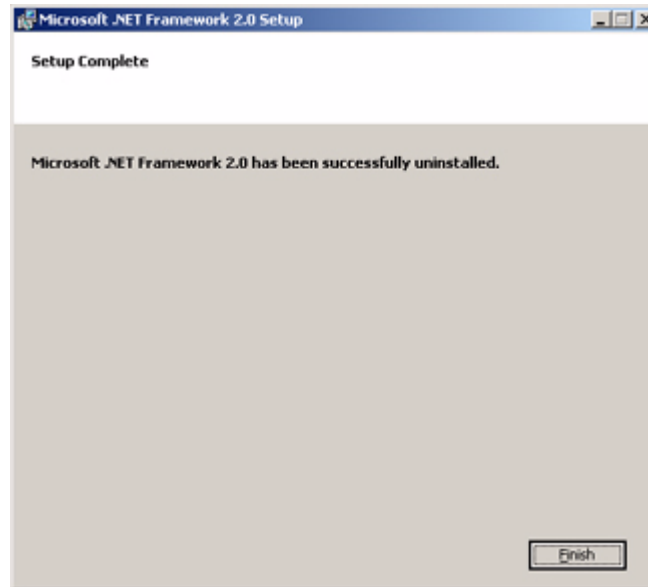 Microsoft .NET Framework 2.0 Setup
Setup Complete
Microsoft .NET Framework 2.0 has been successfully uninstalled.
Finish